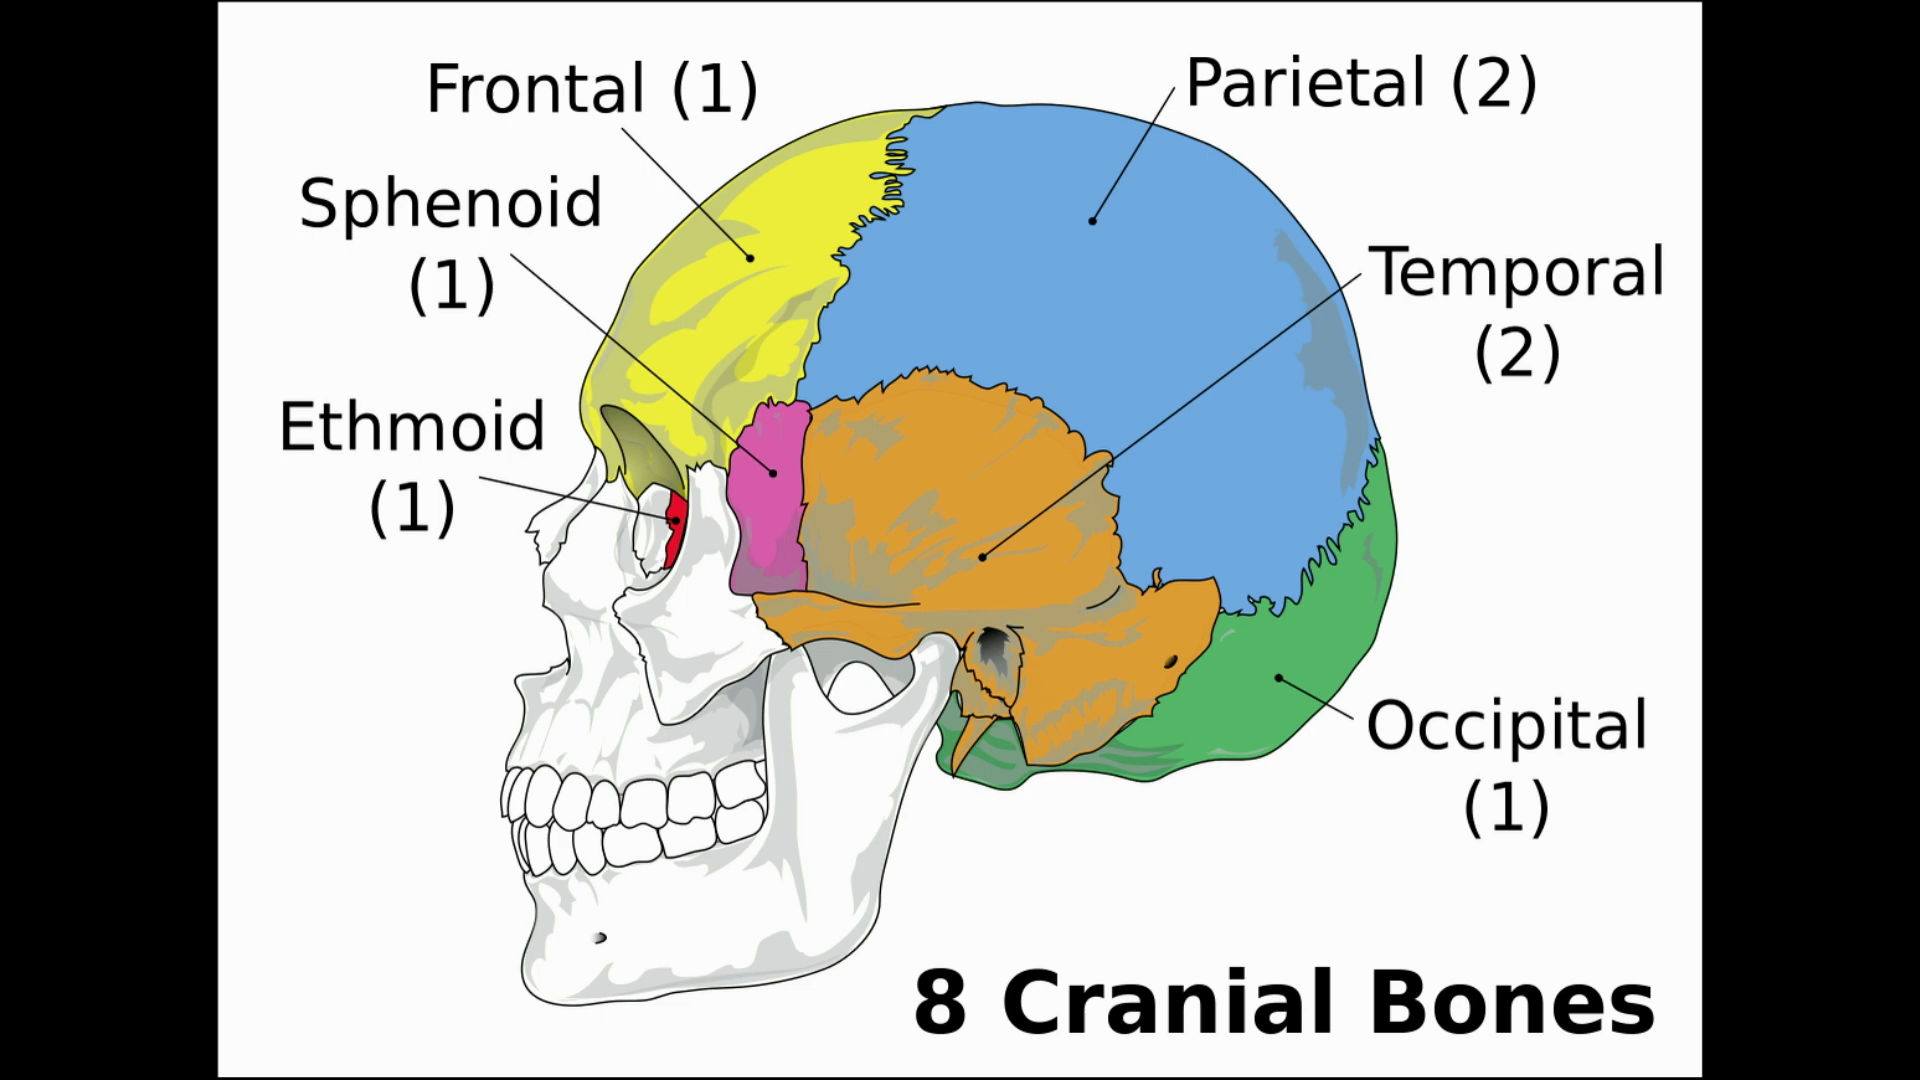 Frontal (1)
Parietal (2)
Sphenoid
(1)
Temporal
(2)
Ethmoid
(1)
Occipital
(1)
8 Cranial Bones